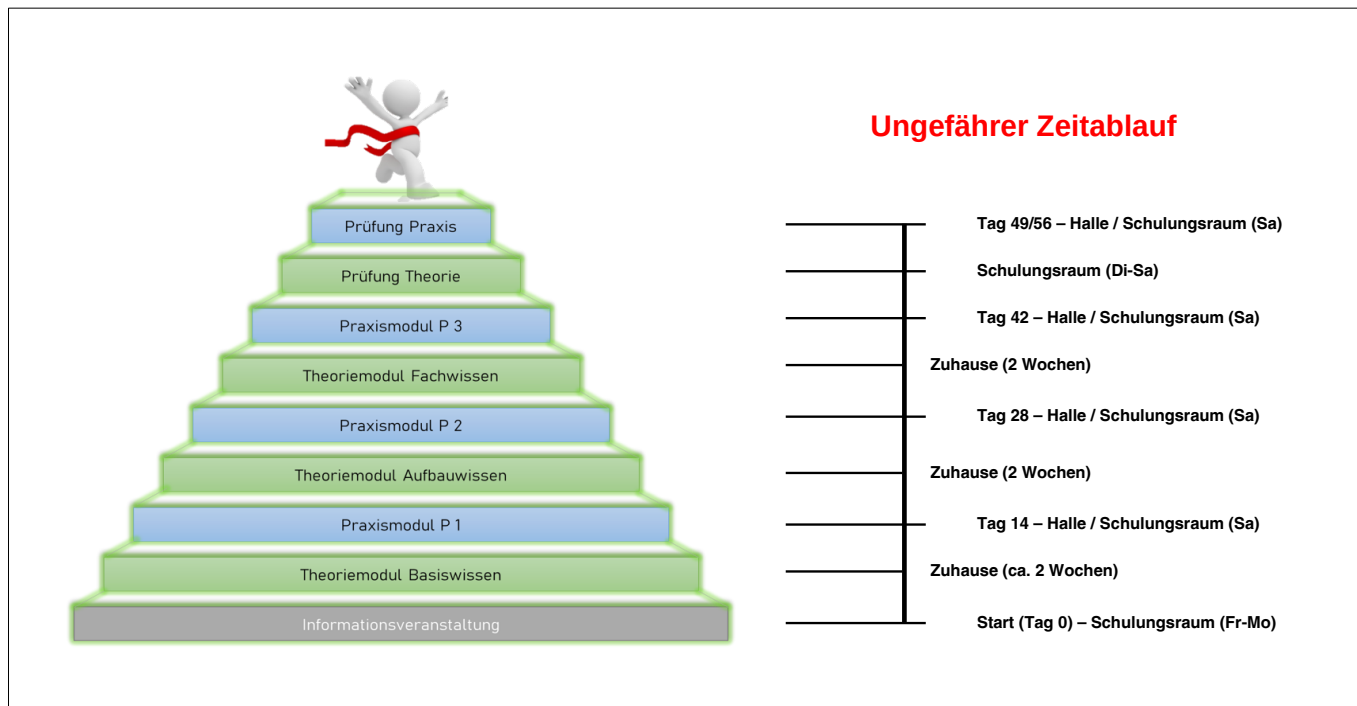 Ungefährer Zeitablauf
Prüfung Praxis
Tag 49/56 – Halle / Schulungsraum (Sa)
Prüfung Theorie
Schulungsraum (Di-Sa)
Praxismodul P 3
Tag 42 – Halle / Schulungsraum (Sa)
Theoriemodul Fachwissen
Zuhause (2 Wochen)
Praxismodul P 2
Tag 28 – Halle / Schulungsraum (Sa)
Theoriemodul Aufbauwissen
Zuhause (2 Wochen)
Praxismodul P 1
Tag 14 – Halle / Schulungsraum (Sa)
Theoriemodul Basiswissen
Zuhause (ca. 2 Wochen)
Informationsveranstaltung
Start (Tag 0) – Schulungsraum (Fr-Mo)